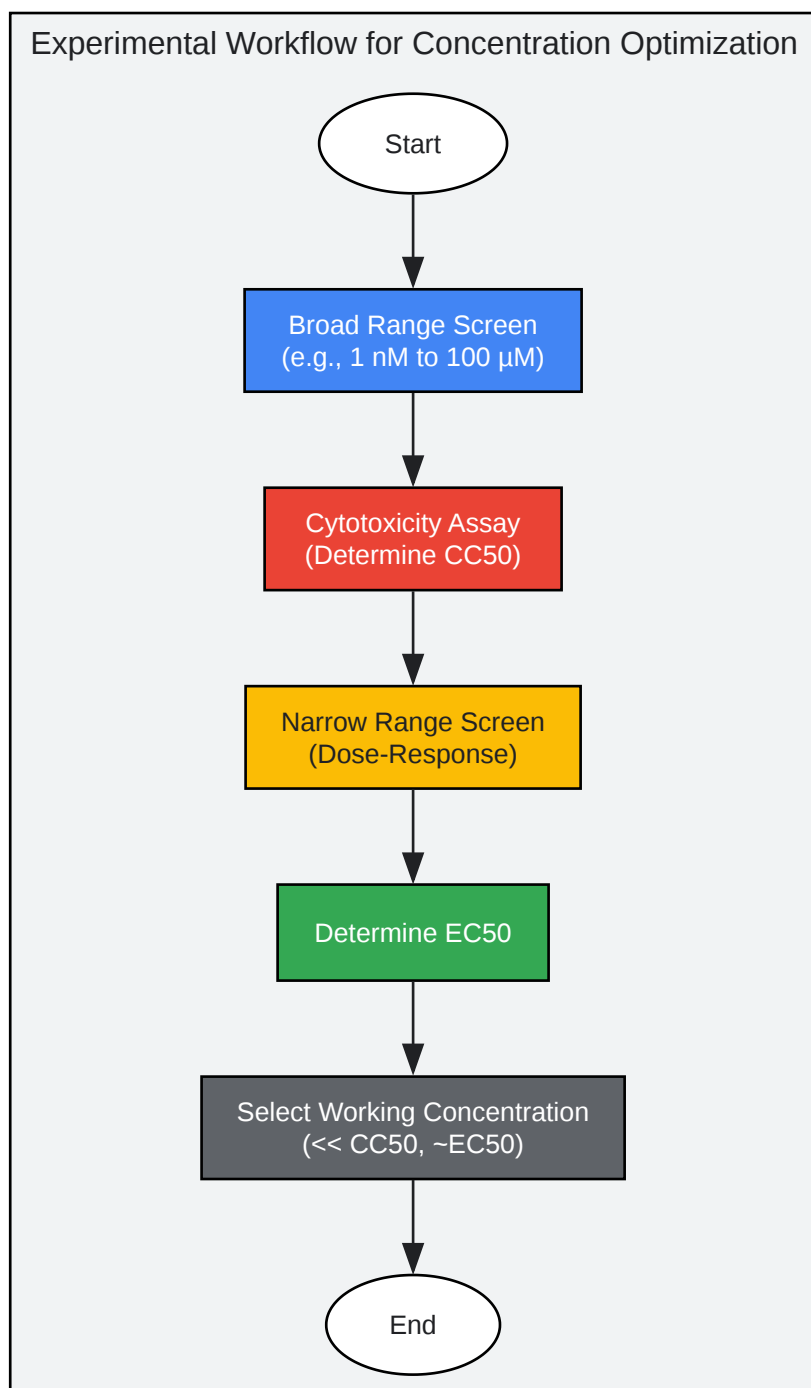 Experimental Workflow for Concentration Optimization
Start
Broad Range Screen
(e.g., 1 nM to 100 µM)
Cytotoxicity Assay
(Determine CC50)
Narrow Range Screen
(Dose-Response)
Determine EC50
Select Working Concentration
(<< CC50, ~EC50)
End